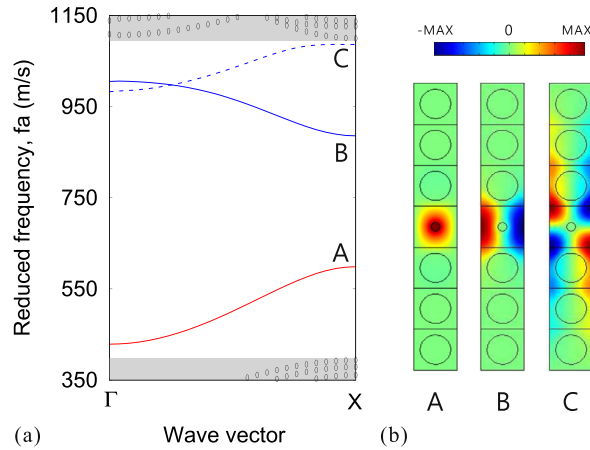 1150
950
750
550
350
Reduced frequency, fa (m/s)
C
B
A
Γ
X
(a)
Wave vector
-MAX 0 MAX
A B C
(b)